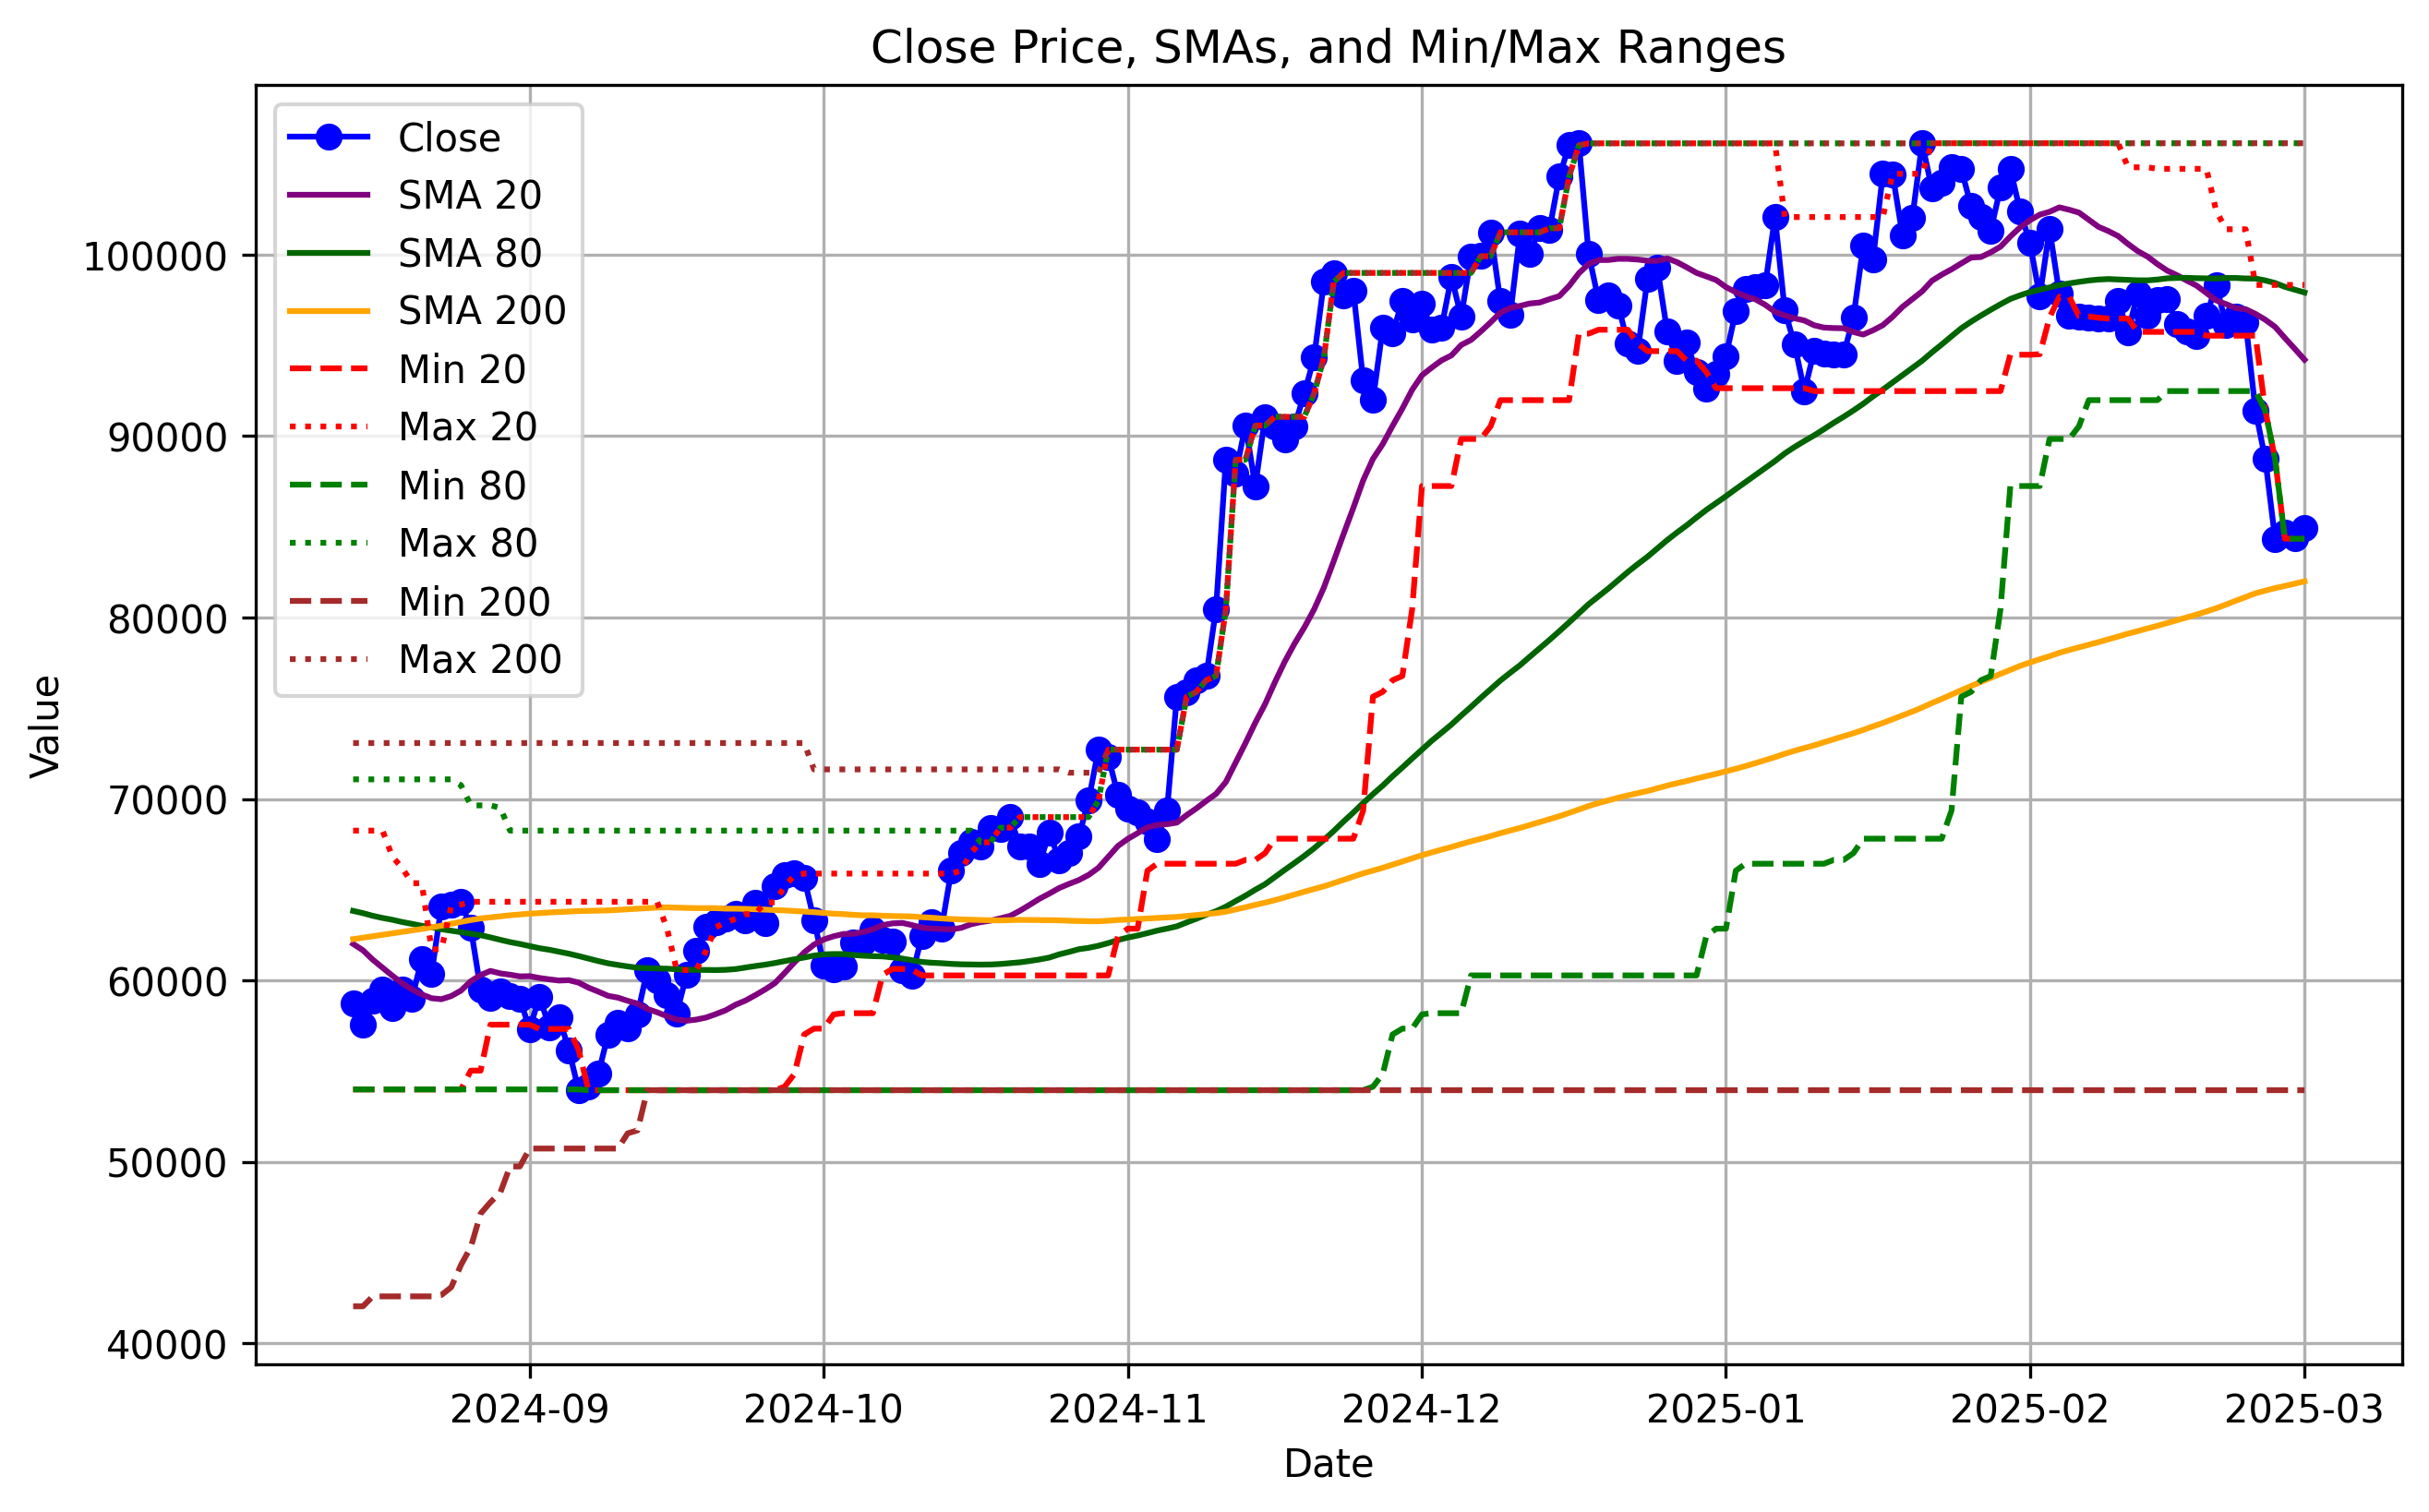 Close Price, SMAs, and Min/Max Ranges
Close
SMA 20
SMA 80
SMA 200
Min 20
Max 20
Min 80
Max 80
Min 200
Max 200
Value
100000
90000
80000
70000
60000
50000
40000
2024-09 2024-10 2024-11 2024-12 2025-01 2025-02 2025-03
Date